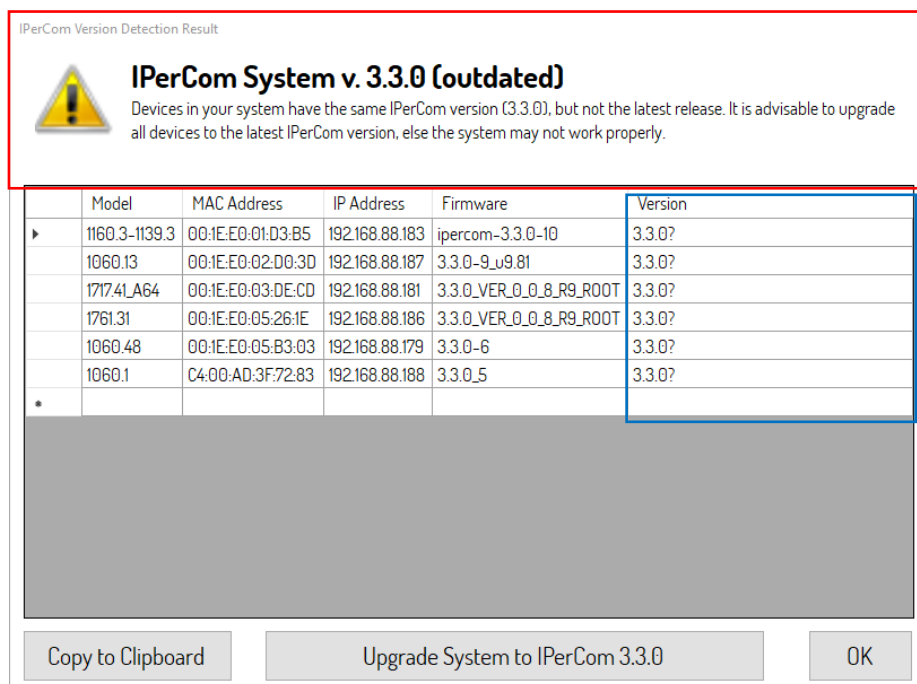 IPerCom Version Detection Result
IPerCom System v. 3.3.0 (outdated)
Devices in your system have the same IPerCom version (3.3.0), but not the latest release. It is advisable to upgrade
all devices to the latest IPerCom version, else the system may not work properly.
Model MAC Address IP Address Firmware Version
1160.3-1139.3 00:1E:E0:01:D3:B5 192.168.88.183 ipercom-3.3.0-10 3.3.0?
1060.13 00:1E:E0:02:D0:3D 192.168.88.187 3.3.0-9_u9.81 3.3.0?
1717.41_A64 00:1E:E0:03:DE:CD 192.168.88.181 3.3.0_VER_0_0_8_R9_ROOT 3.3.0?
1761.31 00:1E:E0:05:26:1E 192.168.88.186 3.3.0_VER_0_0_8_R9_ROOT 3.3.0?
1060.48 00:1E:E0:05:B3:03 192.168.88.179 3.3.0-6 3.3.0?
1060.1 C4:00:AD:3F:72:83 192.168.88.188 3.3.0_5 3.3.0?
Copy to Clipboard Upgrade System to IPerCom 3.3.0 OK